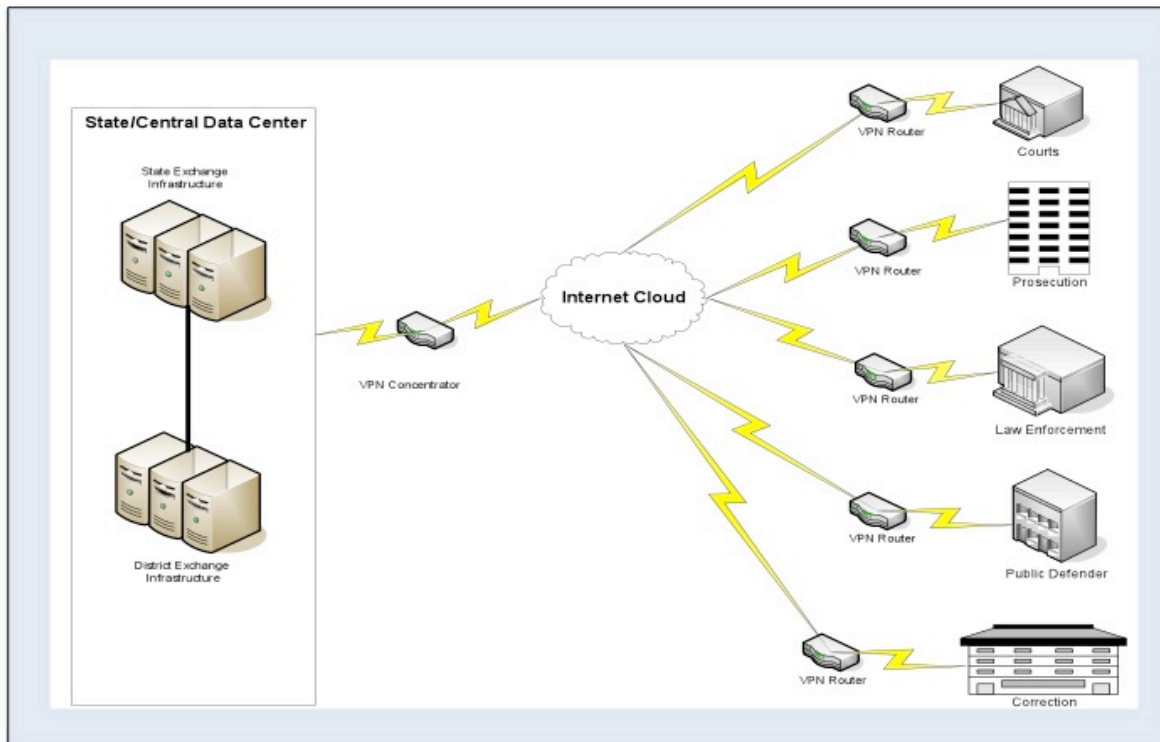 State/Central Data Center
State Exchange
Infrastructure
District Exchange
Infrastructure
VPN Concentrator
Internet Cloud
VPN Router
Courts
VPN Router
Prosecution
VPN Router
Law Enforcement
VPN Router
Public Defender
VPN Router
Correction